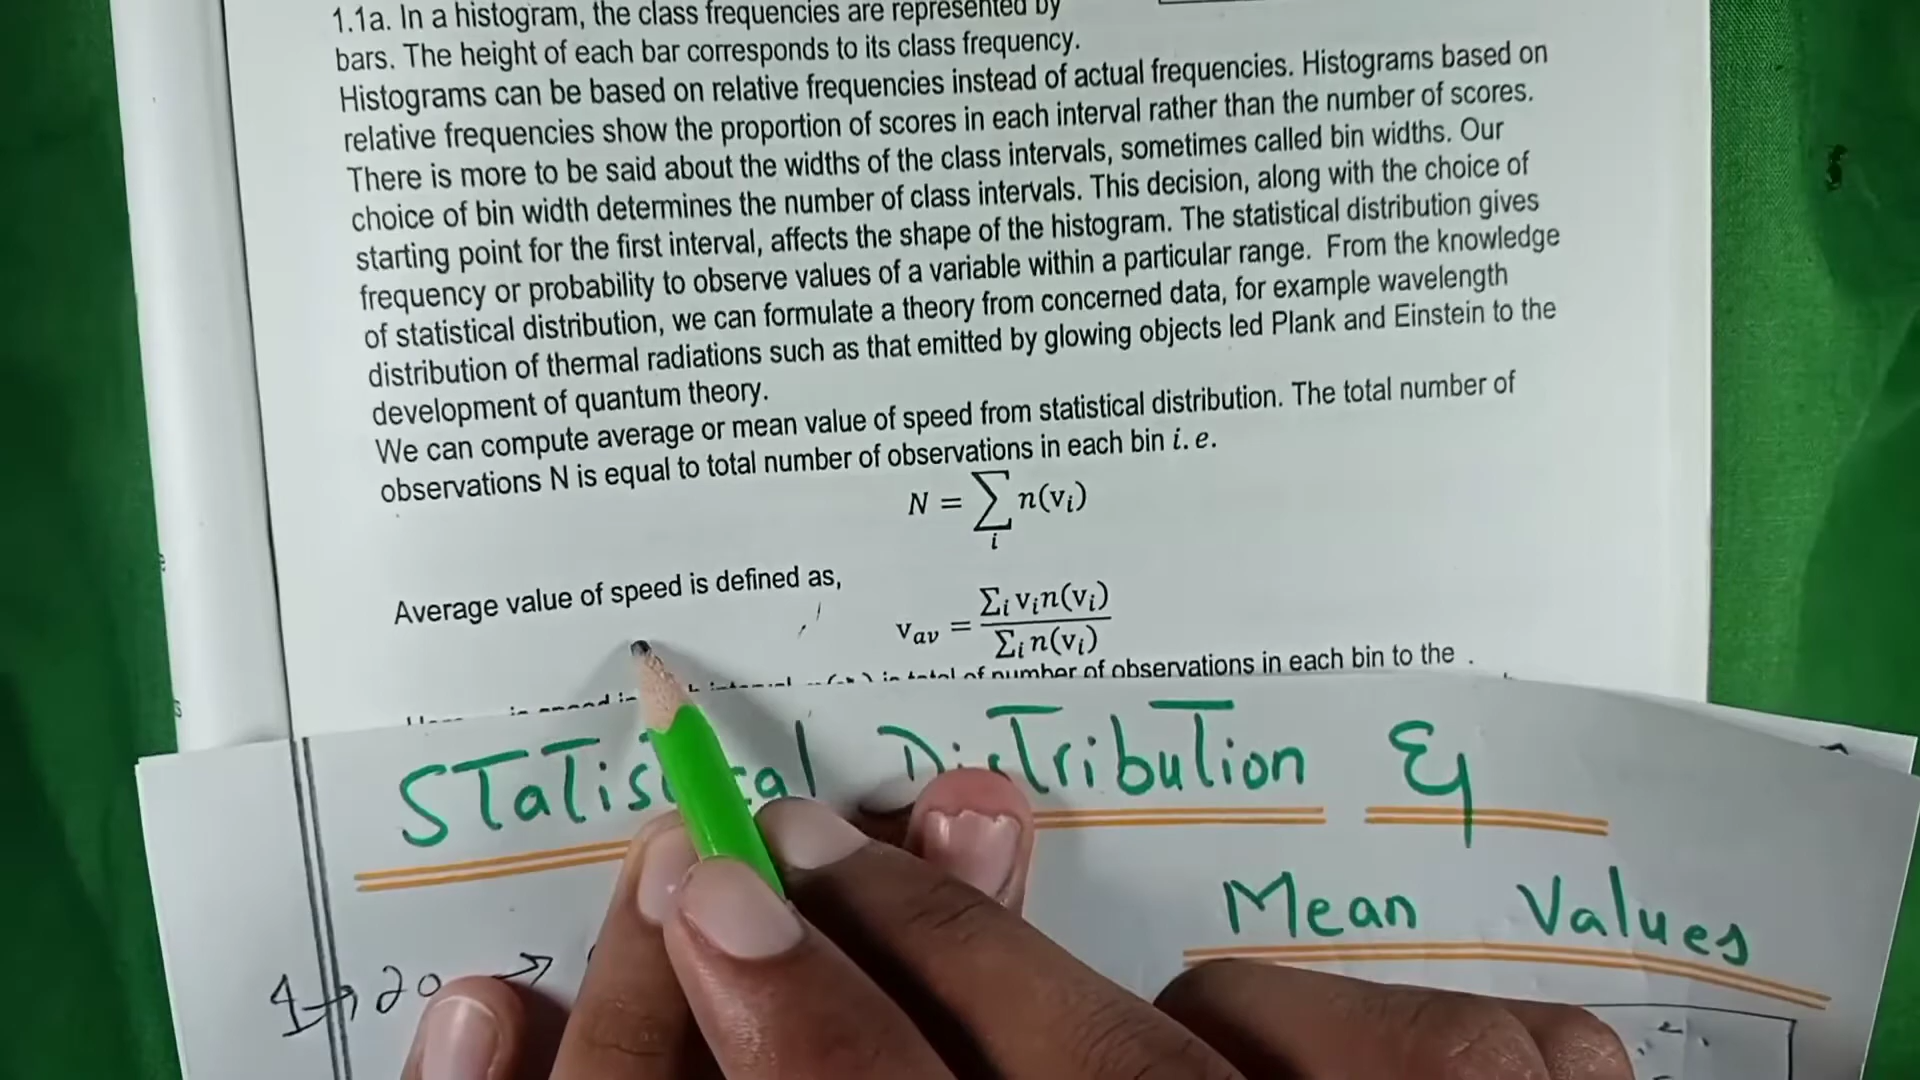 1.1a. In a histogram, the class frequencies are represented by
bars. The height of each bar corresponds to its class frequency.
Histograms can be based on relative frequencies instead of actual frequencies. Histograms based on
relative frequencies show the proportion of scores in each interval rather than the number of scores.
There is more to be said about the widths of the class intervals, sometimes called bin widths. Our
choice of bin width determines the number of class intervals. This decision, along with the choice of
starting point for the first interval, affects the shape of the histogram. The statistical distribution gives
frequency or probability to observe values of a variable within a particular range. From the knowledge
of statistical distribution, we can formulate a theory from concerned data, for example wavelength
distribution of thermal radiations such as that emitted by glowing objects led Plank and Einstein to the
development of quantum theory.
We can compute average or mean value of speed from statistical distribution. The total number of
observations N is equal to total number of observations in each bin i. e.
N = ∑ᵢ n(vᵢ)
Average value of speed is defined as,
vₐᵥ = ∑ᵢ vᵢn(vᵢ) / ∑ᵢ n(vᵢ)
is speed in interval is total of number of observations in each bin to the
Statistical Distribution &
Mean Values
1→20 →